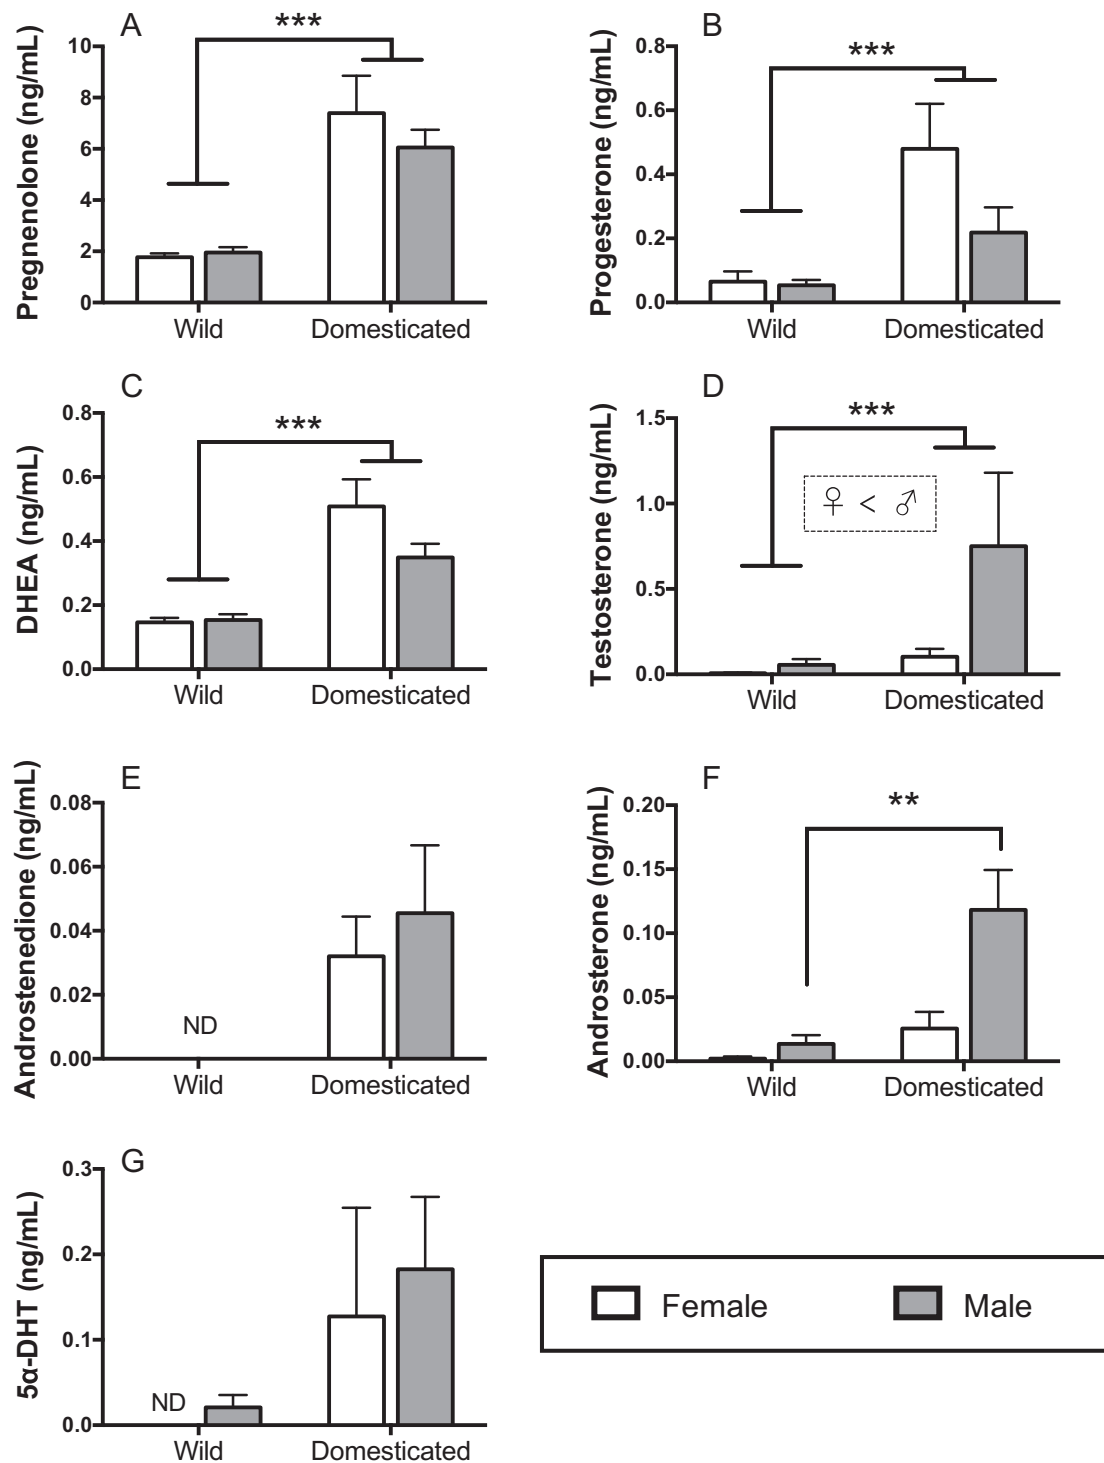 A
***
Pregnenolone (ng/mL)
10
8
6
4
2
0
Wild Domesticated
B
***
Progesterone (ng/mL)
0.8
0.6
0.4
0.2
0.0
Wild Domesticated
C
***
DHEA (ng/mL)
0.8
0.6
0.4
0.2
0.0
Wild Domesticated
D
***
♀ < ♂
Testosterone (ng/mL)
1.5
1.0
0.5
0.0
Wild Domesticated
E
Androstenedione (ng/mL)
0.08
0.06
0.04
0.02
0.00
ND
Wild Domesticated
F
**
Androsterone (ng/mL)
0.20
0.15
0.10
0.05
0.00
Wild Domesticated
G
5α-DHT (ng/mL)
0.3
0.2
0.1
0.0
ND
Wild Domesticated
Female Male